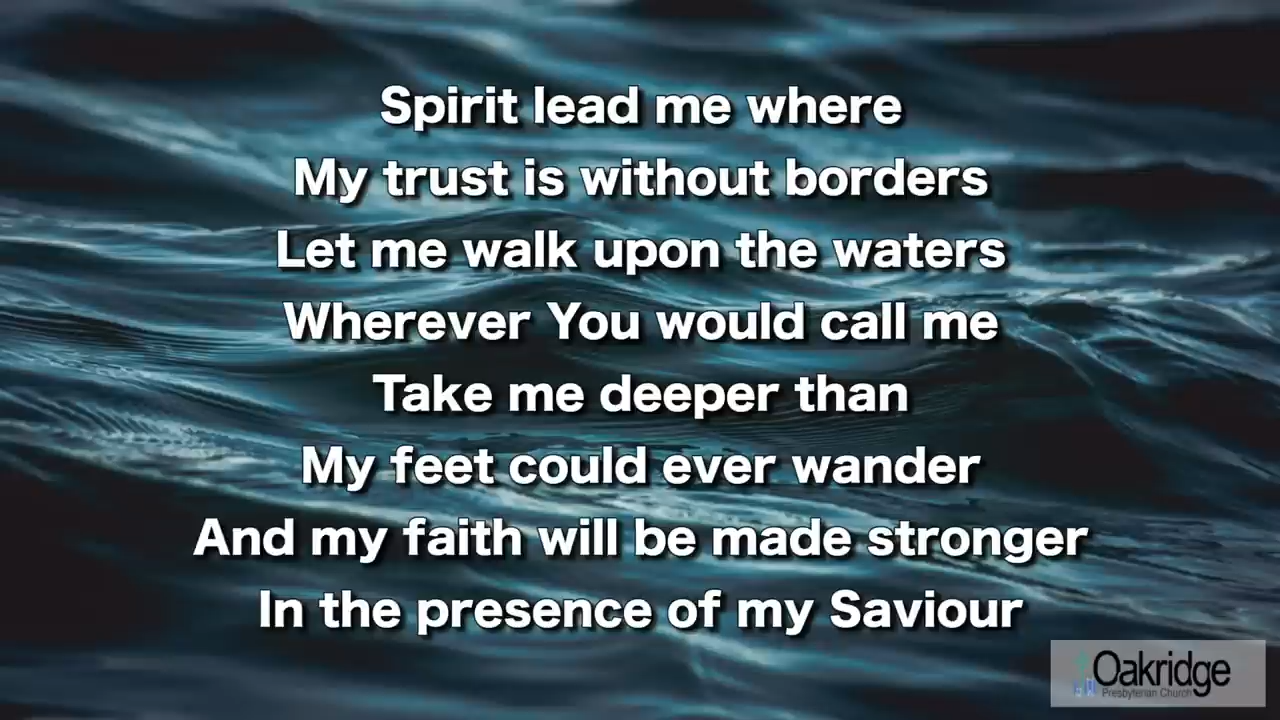 Spirit lead me where
My trust is without borders
Let me walk upon the waters
Wherever You would call me
Take me deeper than
My feet could ever wander
And my faith will be made stronger
In the presence of my Saviour
Oakridge
Presbyterian Church